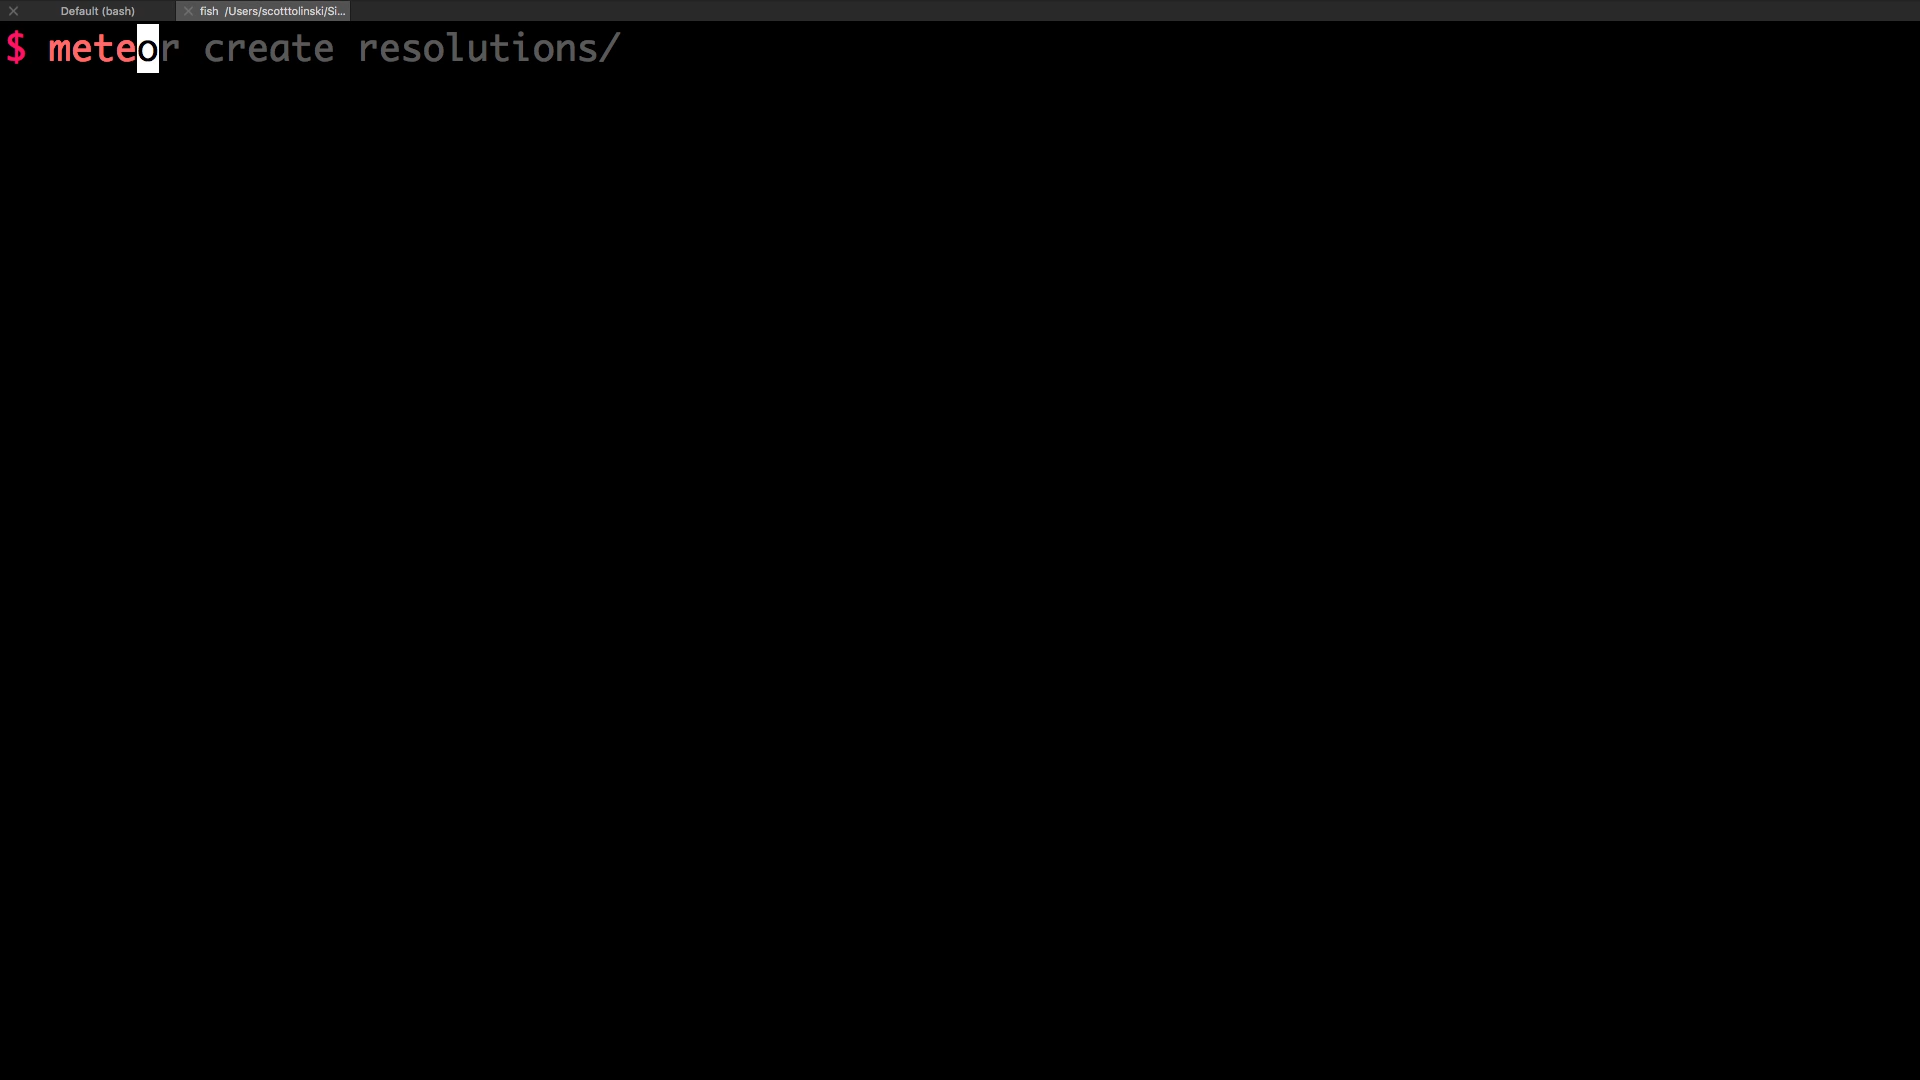 Default (bash)
fish /Users/scotttolinski/Si...
$ meteor create resolutions/